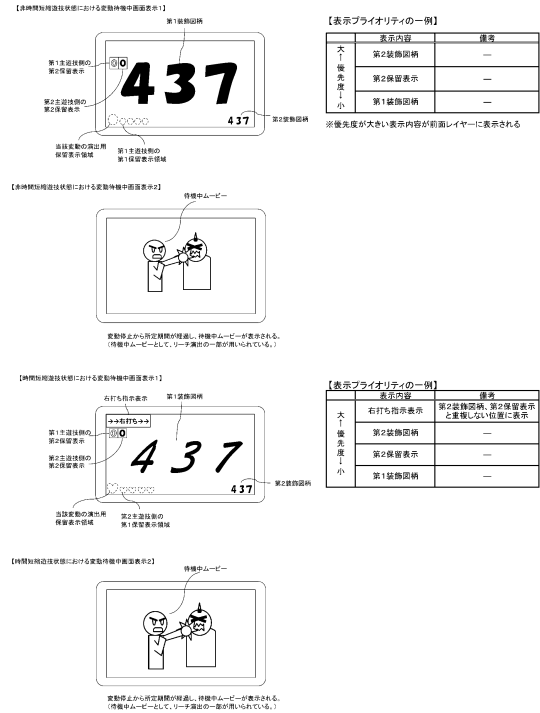 【非時間短縮遊技状態における変動待機中画面表示1】
第1装飾図柄
第1主遊技側の
第2保留表示
0 0
437
第2主遊技側の
第2保留表示
437
第2装飾図柄
当該変動の演出用
保留表示領域
第1主遊技側の
第1保留表示領域
【表示プライオリティの一例】
表示内容
備考
大↑優先度↓小
第2装飾図柄
―
第2保留表示
―
第1装飾図柄
―
※優先度が大きい表示内容が前面レイヤーに表示される
【非時間短縮遊技状態における変動待機中画面表示2】
待機中ムービー
変動停止から所定期間が経過し、待機中ムービーが表示される。
(待機中ムービーとして、リーチ演出の一部が用いられている。)
【時間短縮遊技状態における変動待機中画面表示1】
右打ち指示表示
第1装飾図柄
→→右打ち→→
第1主遊技側の
第2保留表示
0 0
437
第2主遊技側の
第2保留表示
437
第2装飾図柄
当該変動の演出用
保留表示領域
第2主遊技側の
第1保留表示領域
【表示プライオリティの一例】
表示内容
備考
大↑優先度↓小
右打ち指示表示
第2装飾図柄、第2保留表示
と重複しない位置に表示
第2装飾図柄
―
第2保留表示
―
第1装飾図柄
―
【時間短縮遊技状態における変動待機中画面表示2】
待機中ムービー
変動停止から所定期間が経過し、待機中ムービーが表示される。
(待機中ムービーとして、リーチ演出の一部が用いられている。)